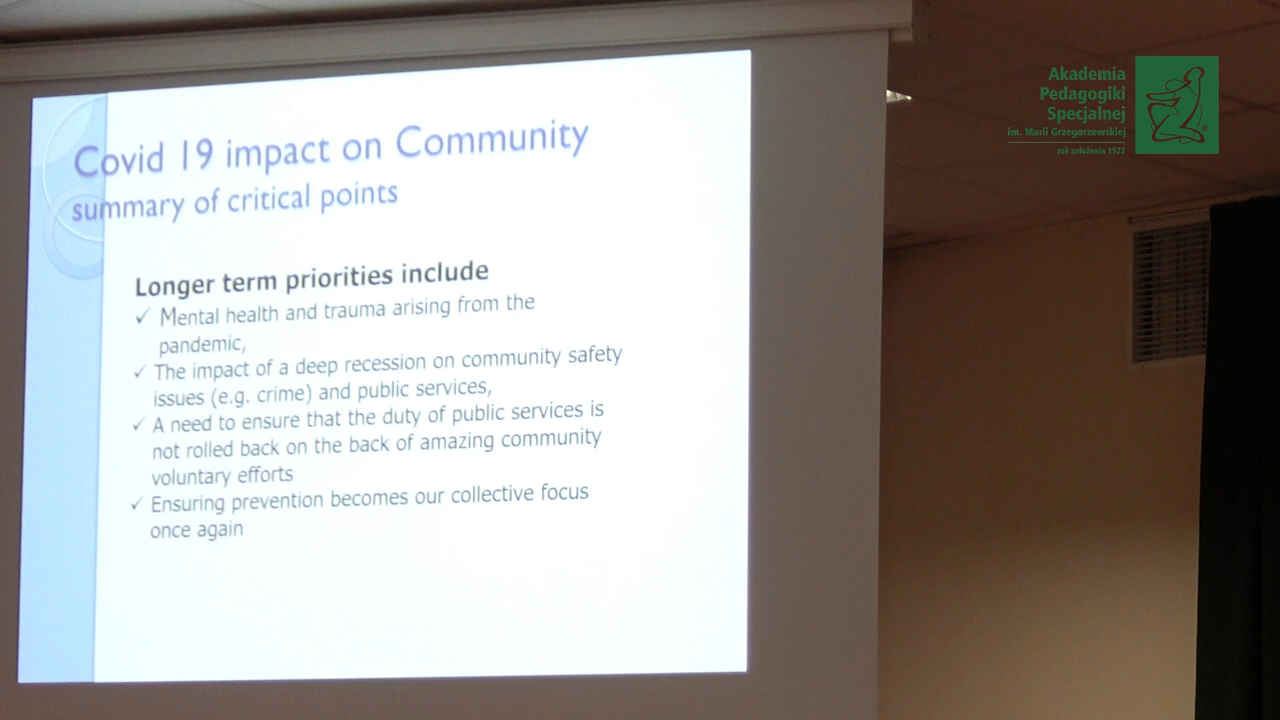 Covid 19 impact on Community
summary of critical points
Longer term priorities include
✓ Mental health and trauma arising from the
pandemic,
✓ The impact of a deep recession on community safety
issues (e.g. crime) and public services,
✓ A need to ensure that the duty of public services is
not rolled back on the back of amazing community
voluntary efforts
✓ Ensuring prevention becomes our collective focus
once again
Akademia
Pedagogiki
Specjalnej
im. Marii Grzegorzewskiej
rok założenia 1922